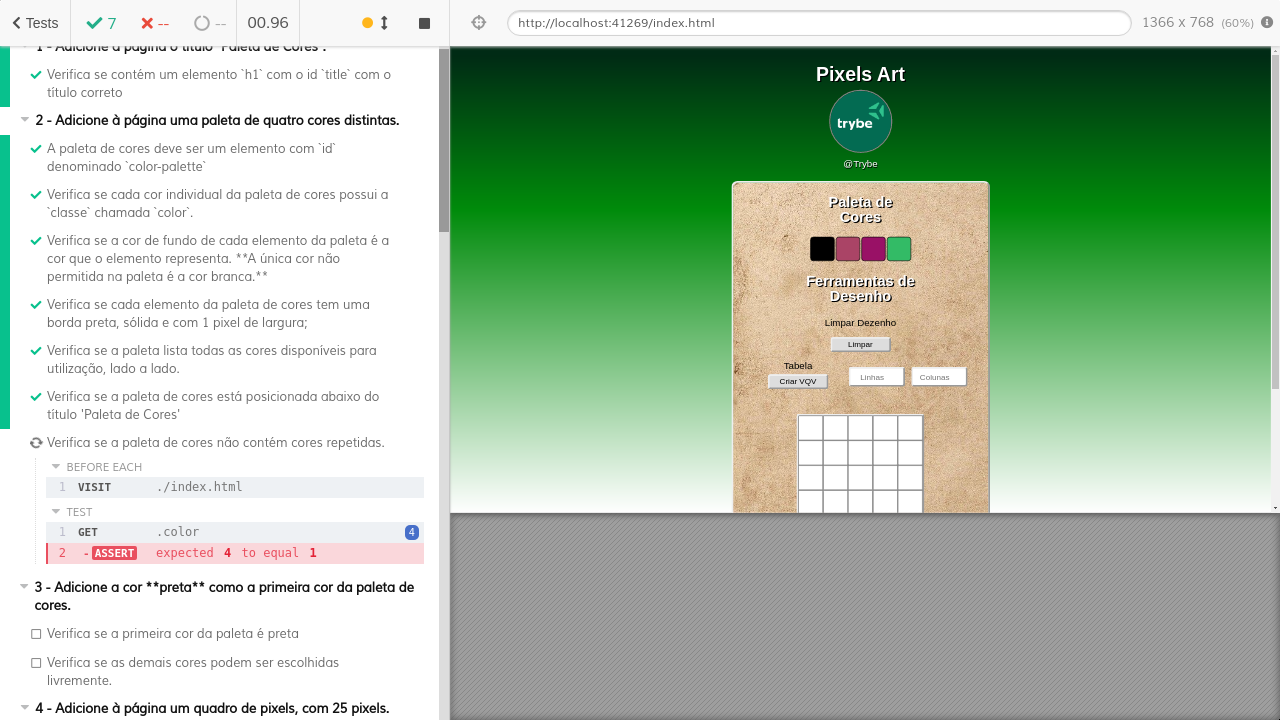 Tests
7
--
--
00.96
http://localhost:41269/index.html
1366 x 768 (60%)
1 - Adicione à página o título "Paleta de Cores".
Verifica se contém um elemento `h1` com o id `title` com o
título correto
2 - Adicione à página uma paleta de quatro cores distintas.
A paleta de cores deve ser um elemento com `id`
denominado `color-palette`
Verifica se cada cor individual da paleta de cores possui a
`classe` chamada `color`.
Verifica se a cor de fundo de cada elemento da paleta é a
cor que o elemento representa. **A única cor não
permitida na paleta é a cor branca.**
Verifica se cada elemento da paleta de cores tem uma
borda preta, sólida e com 1 pixel de largura;
Verifica se a paleta lista todas as cores disponíveis para
utilização, lado a lado.
Verifica se a paleta de cores está posicionada abaixo do
título 'Paleta de Cores'
Verifica se a paleta de cores não contém cores repetidas.
BEFORE EACH
1 VISIT ./index.html
TEST
1 GET .color 4
2 -ASSERT expected 4 to equal 1
3 - Adicione a cor **preta** como a primeira cor da paleta de
cores.
Verifica se a primeira cor da paleta é preta
Verifica se as demais cores podem ser escolhidas
livremente.
4 - Adicione à página um quadro de pixels, com 25 pixels.
Pixels Art
trybe
@Trybe
Paleta de
Cores
Ferramentas de
Desenho
Limpar Dezenho
Limpar
Tabela
Criar VQV
Linhas
Colunas